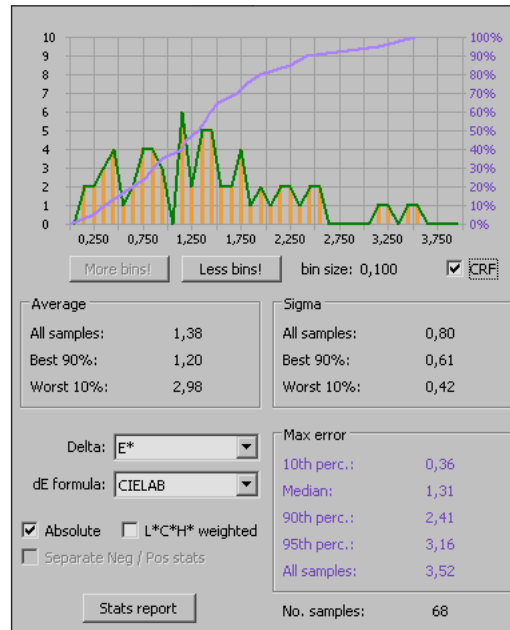 10 100%
9 90%
8 80%
7 70%
6 60%
5 50%
4 40%
3 30%
2 20%
1 10%
0 0%
0,250 0,750 1,250 1,750 2,250 2,750 3,250 3,750
More bins! Less bins! bin size: 0,100 CRF
Average
All samples: 1,38
Best 90%: 1,20
Worst 10%: 2,98
Sigma
All samples: 0,80
Best 90%: 0,61
Worst 10%: 0,42
Delta: E*
dE formula: CIELAB
Absolute L*C*H* weighted
Separate Neg / Pos stats
Stats report
Max error
10th perc.: 0,36
Median: 1,31
90th perc.: 2,41
95th perc.: 3,16
All samples: 3,52
No. samples: 68